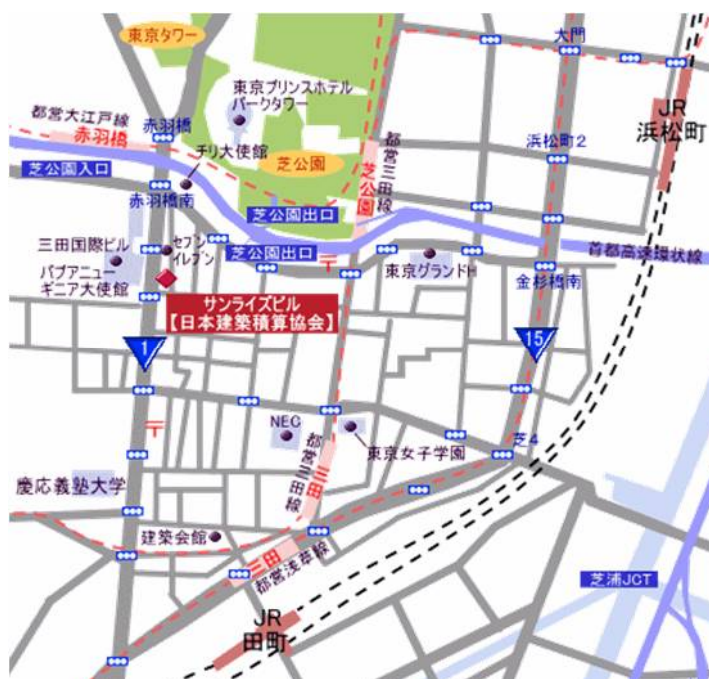 東京タワー
大門
東京プリンスホテル
パークタワー
JR
浜松町
都営大江戸線
赤羽橋
赤羽橋
浜松町2
都営三田線
芝公園
芝公園
チリ大使館
芝公園入口
赤羽橋南
芝公園出口
三田国際ビル
セブン
イレブン
芝公園出口
首都高速環状線
パプアニュー
ギニア大使館
東京グランドH
金杉橋南
サンライズビル
【日本建築積算協会】
1
15
NEC
都営三田線
三田
東京女子学園
芝4
慶応義塾大学
建築会館
三田
都営浅草線
芝浦JCT
JR
田町